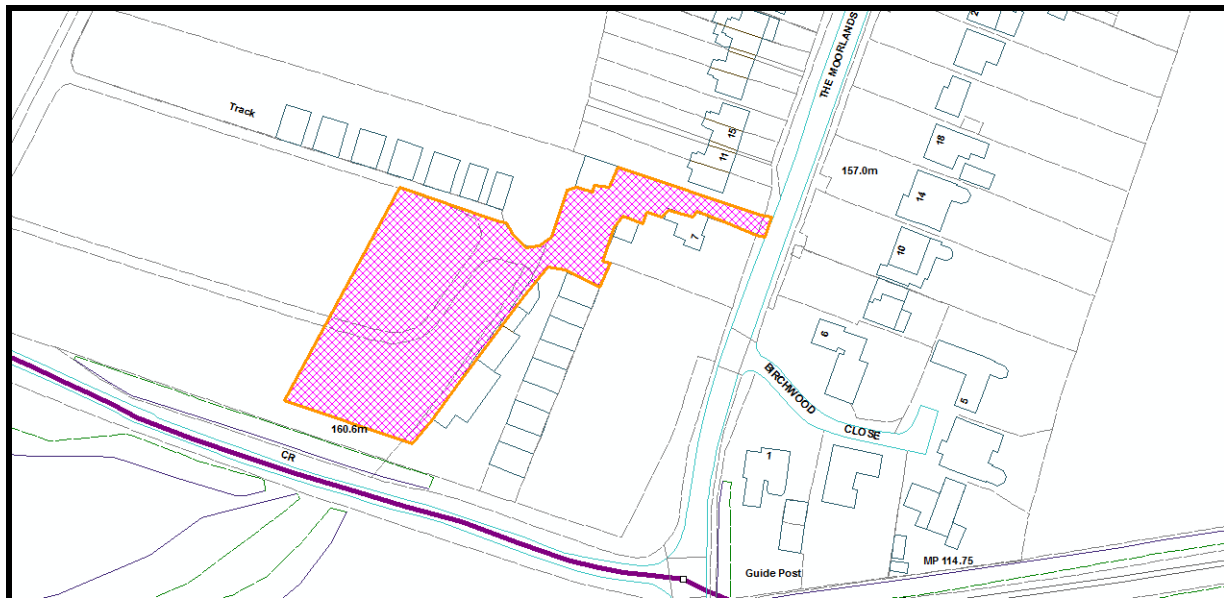 THE MOORLANDS
Track
15
11
18
157.0m
14
7
10
6
BIRCHWOOD
CLOSE
5
160.6m
CR
1
MP 114.75
Guide Post